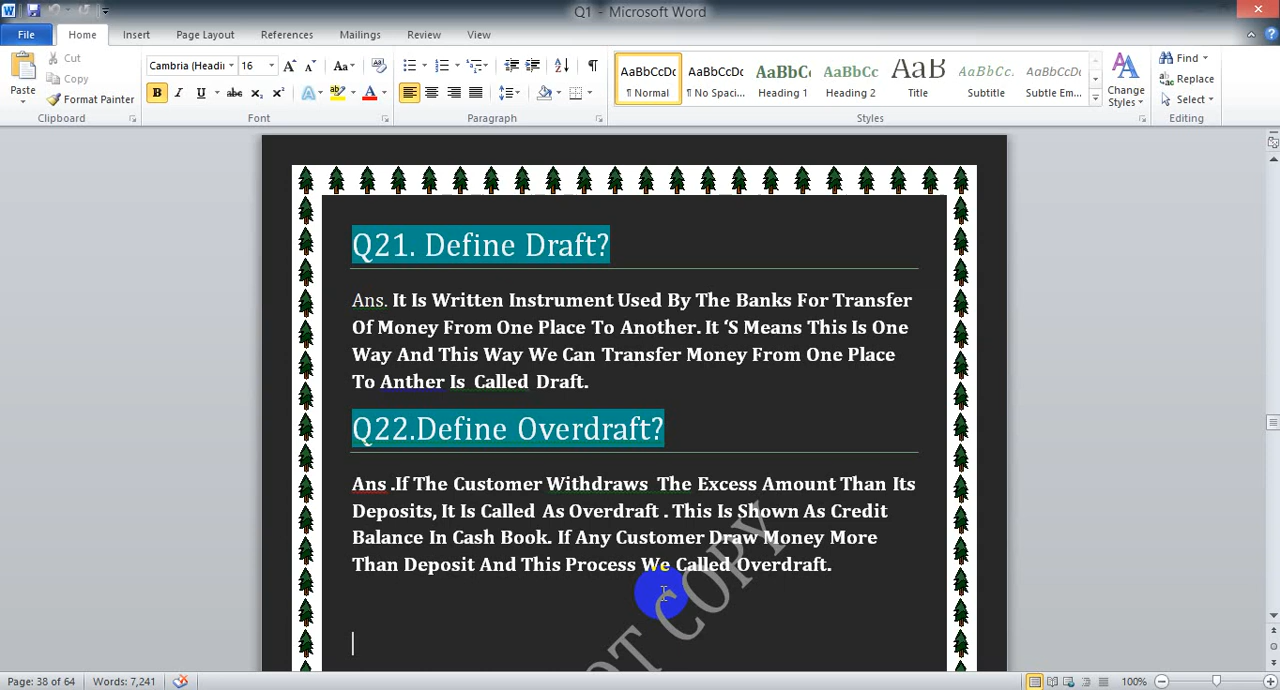 Q1 - Microsoft Word
File Home Insert Page Layout References Mailings Review View
Paste
Cut
Copy
Format Painter
Clipboard
Cambria (Headi 16
Font
Paragraph
AaBbCcDc AaBbCcDc AaBbC AaBbCc AaB AaBbCc. AaBbCcDc
¶ Normal ¶ No Spaci... Heading 1 Heading 2 Title Subtitle Subtle Em...
Styles
Change
Styles
Find
Replace
Select
Editing
Q21. Define Draft?
Ans. It Is Written Instrument Used By The Banks For Transfer
Of Money From One Place To Another. It ‘S Means This Is One
Way And This Way We Can Transfer Money From One Place
To Anther Is Called Draft.
Q22.Define Overdraft?
Ans .If The Customer Withdraws The Excess Amount Than Its
Deposits, It Is Called As Overdraft . This Is Shown As Credit
Balance In Cash Book. If Any Customer Draw Money More
Than Deposit And This Process We Called Overdraft.
OT COPY
Page: 38 of 64 Words: 7,241 100%